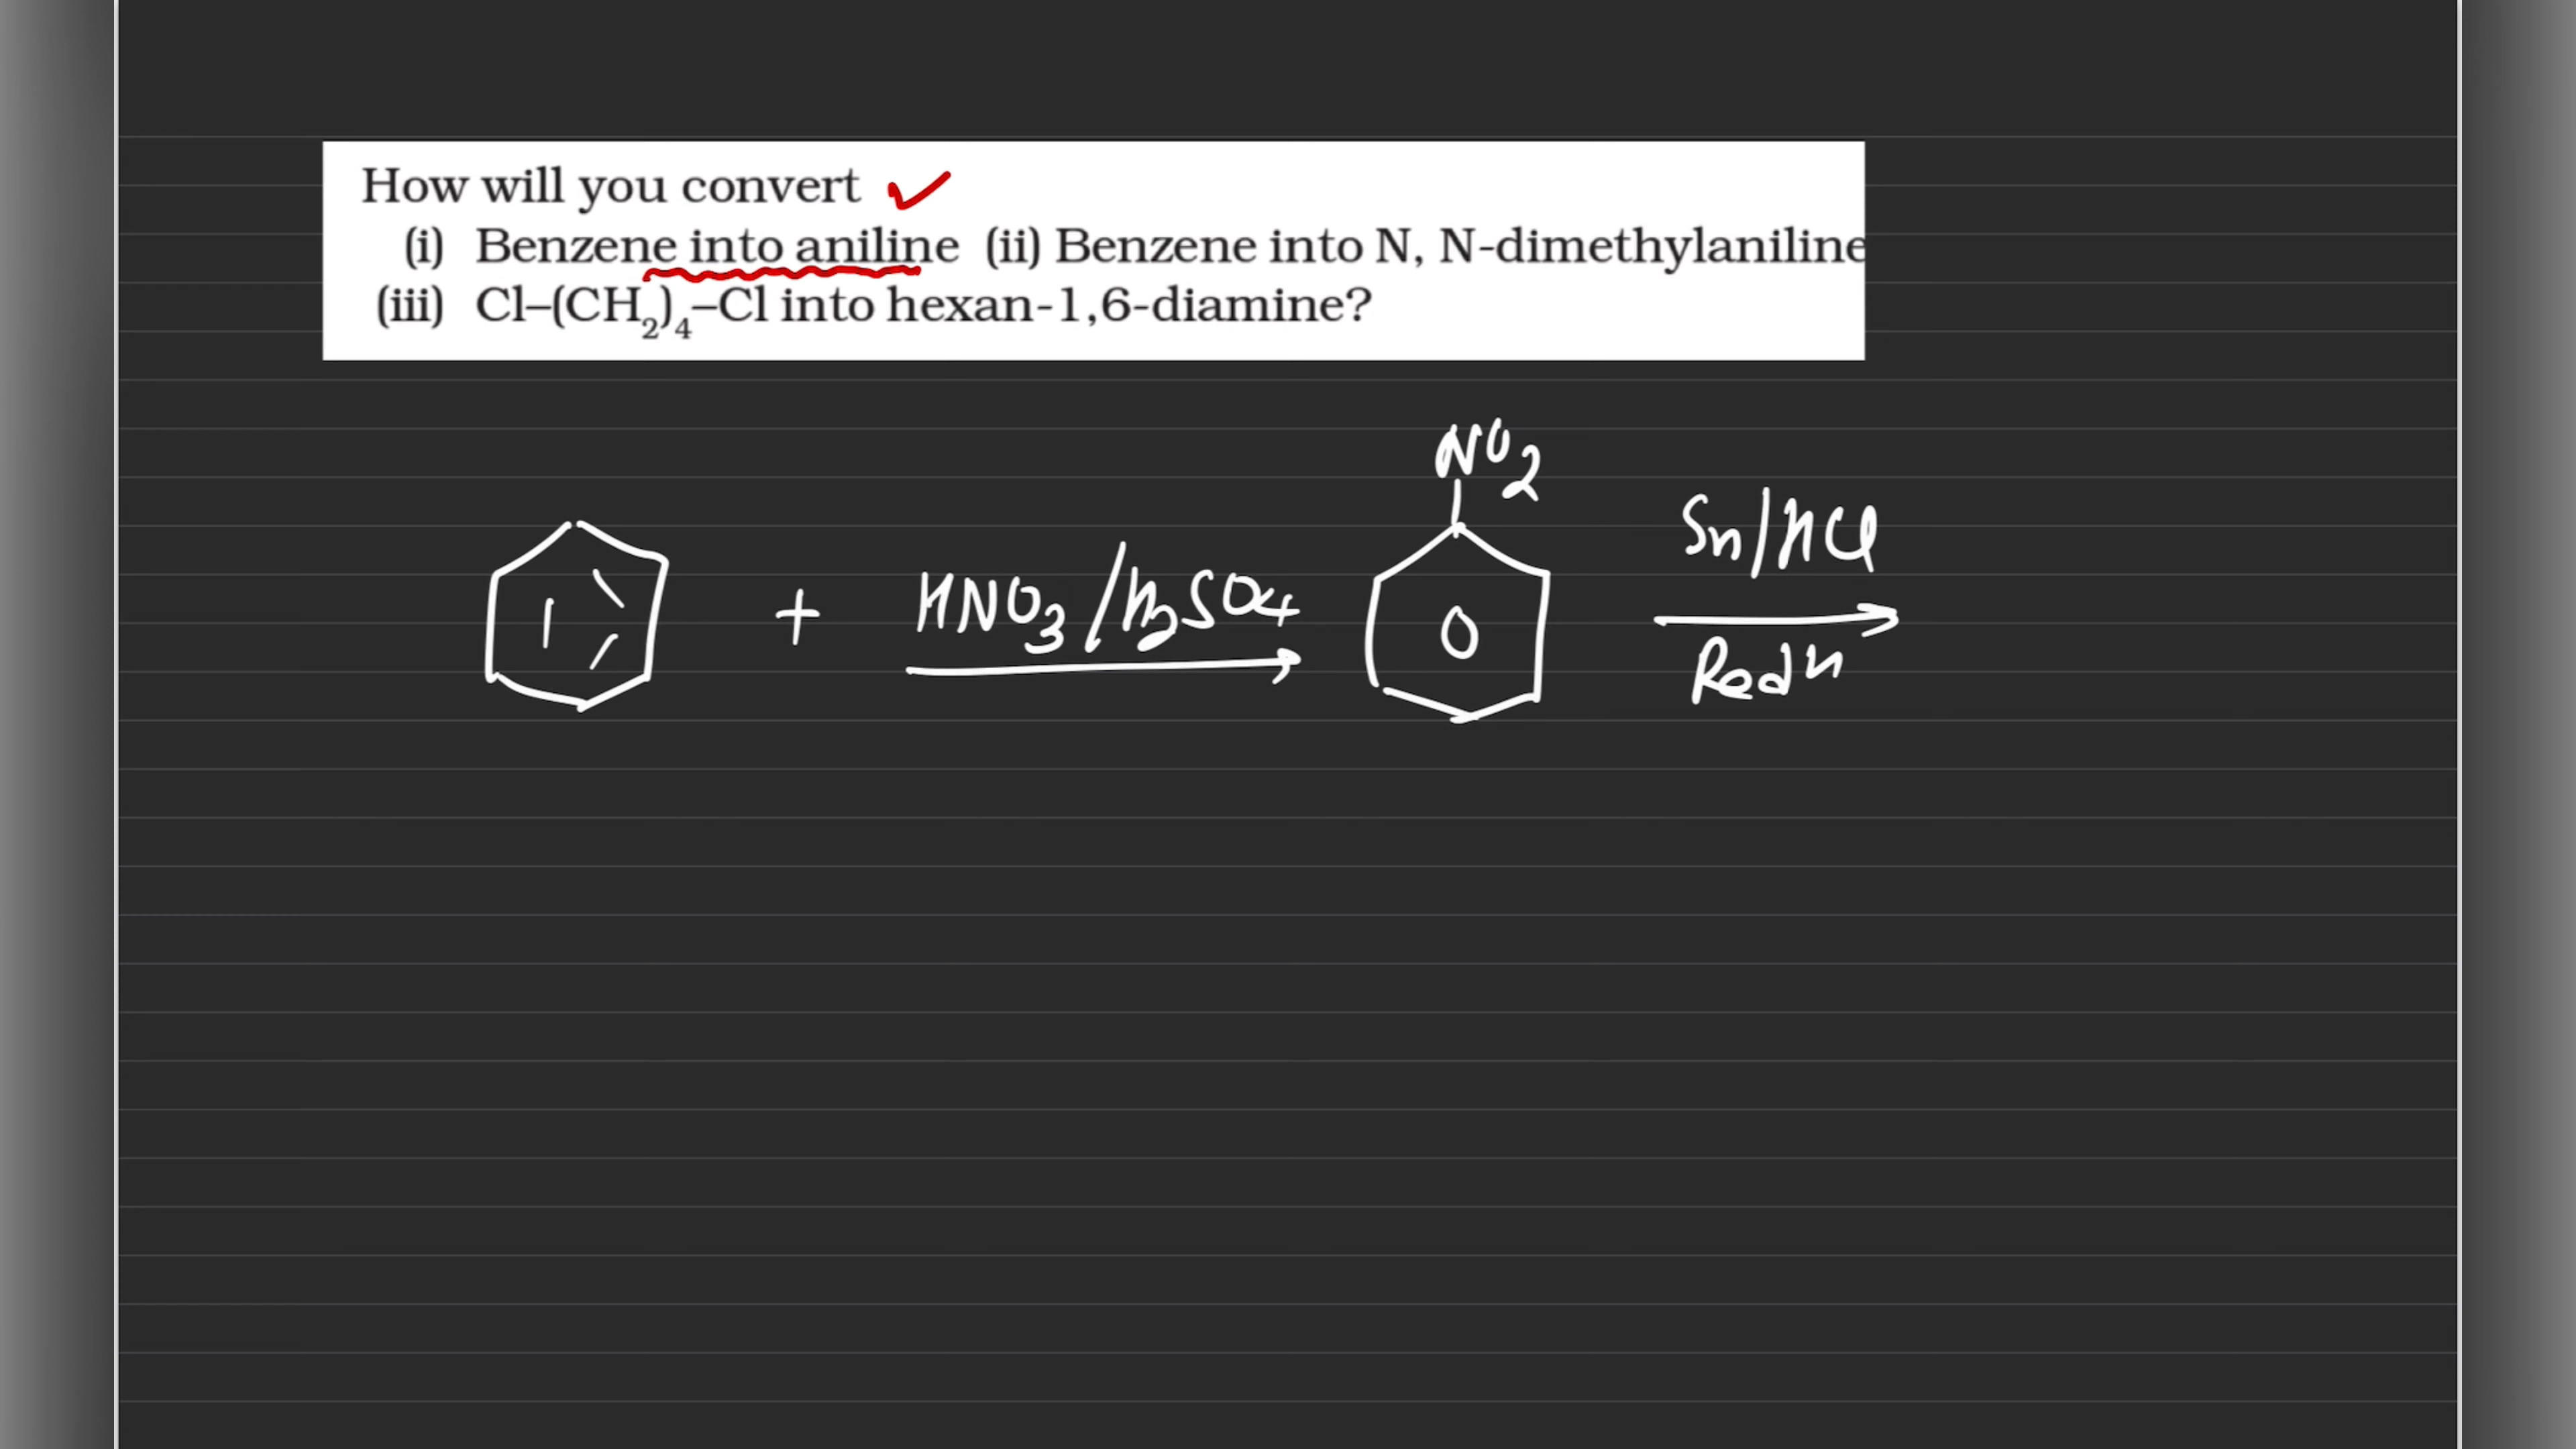 How will you convert
(i) Benzene into aniline (ii) Benzene into N, N-dimethylaniline
(iii) Cl–(CH₂)₄–Cl into hexan-1,6-diamine?
NO₂
+ HNO₃/H₂SO₄ Sn/HCl
Redⁿ